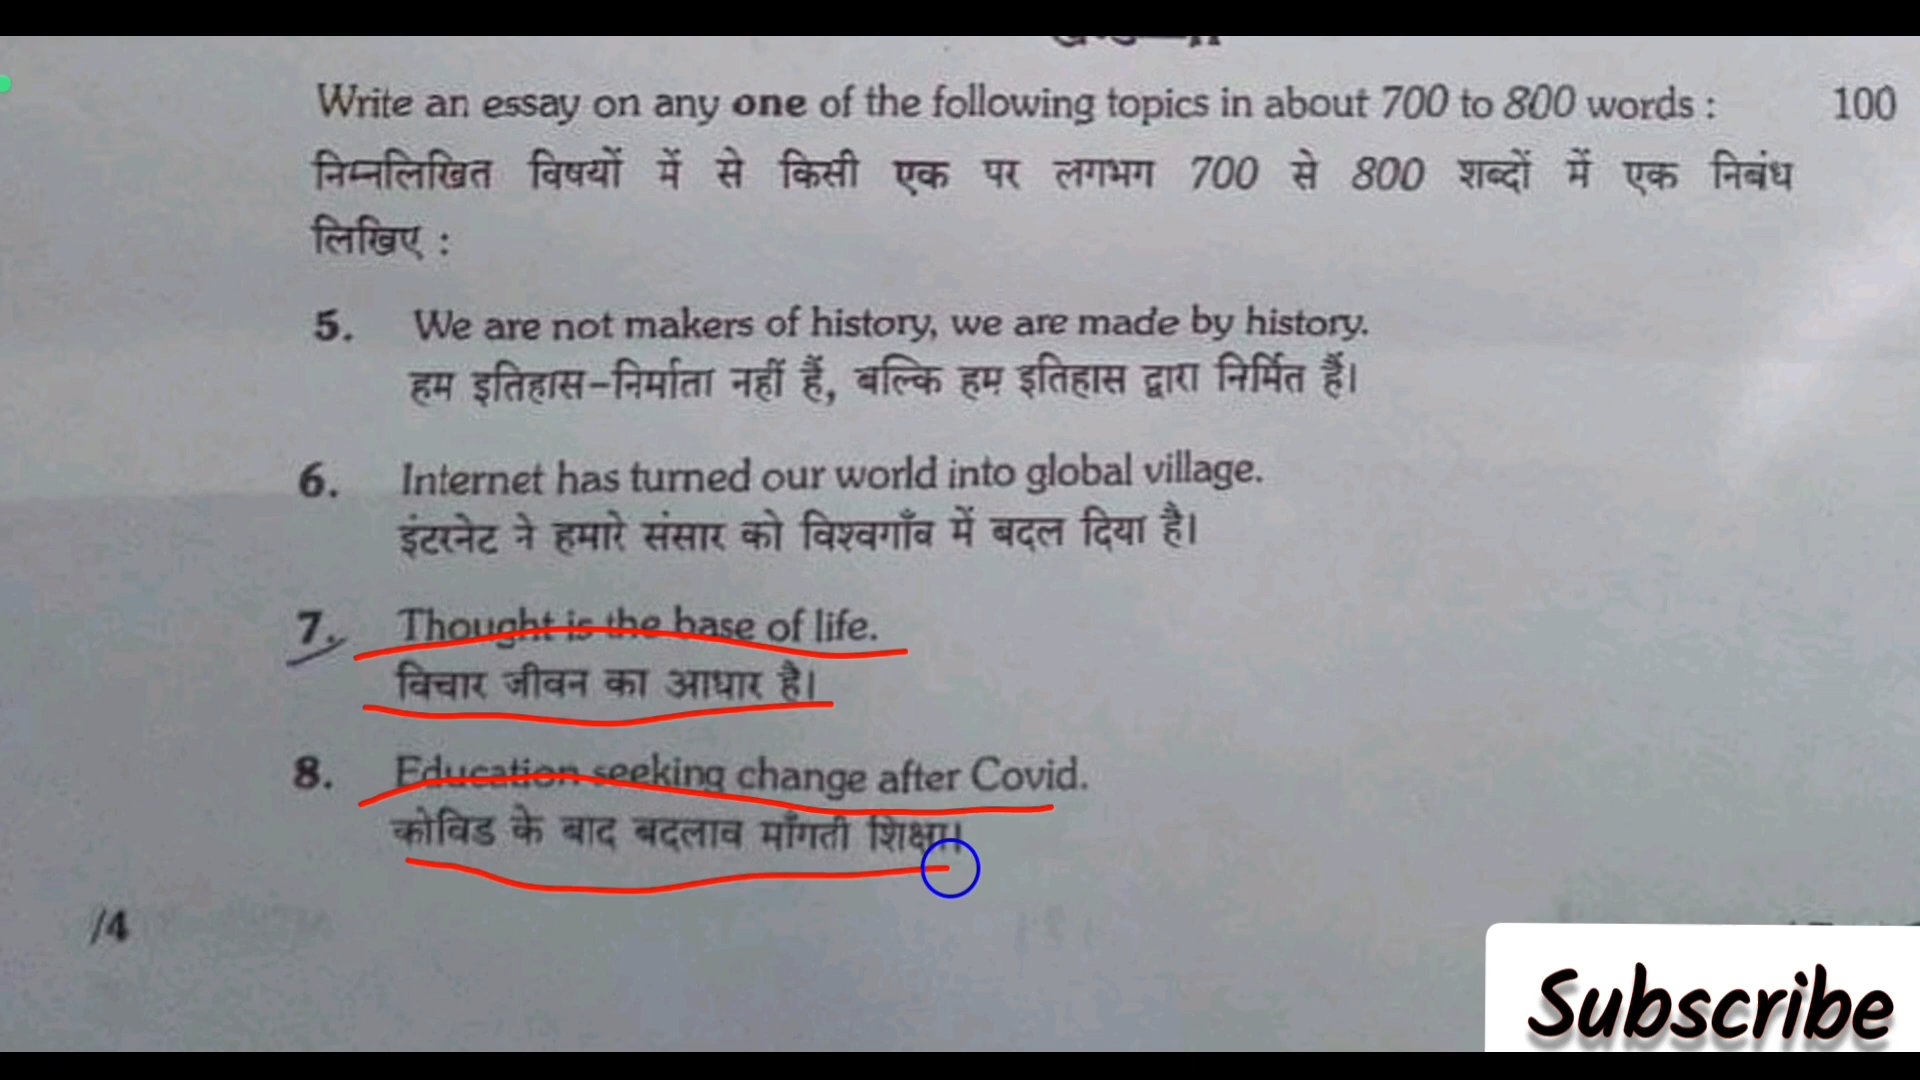 Write an essay on any one of the following topics in about 700 to 800 words : 100
निम्नलिखित विषयों में से किसी एक पर लगभग 700 से 800 शब्दों में एक निबंध
लिखिए :
5. We are not makers of history, we are made by history.
हम इतिहास-निर्माता नहीं हैं, बल्कि हम इतिहास द्वारा निर्मित हैं।
6. Internet has turned our world into global village.
इंटरनेट ने हमारे संसार को विश्वगाँव में बदल दिया है।
7. Thought is the base of life.
विचार जीवन का आधार है।
8. Education seeking change after Covid.
कोविड के बाद बदलाव माँगती शिक्षा।
/4
Subscribe